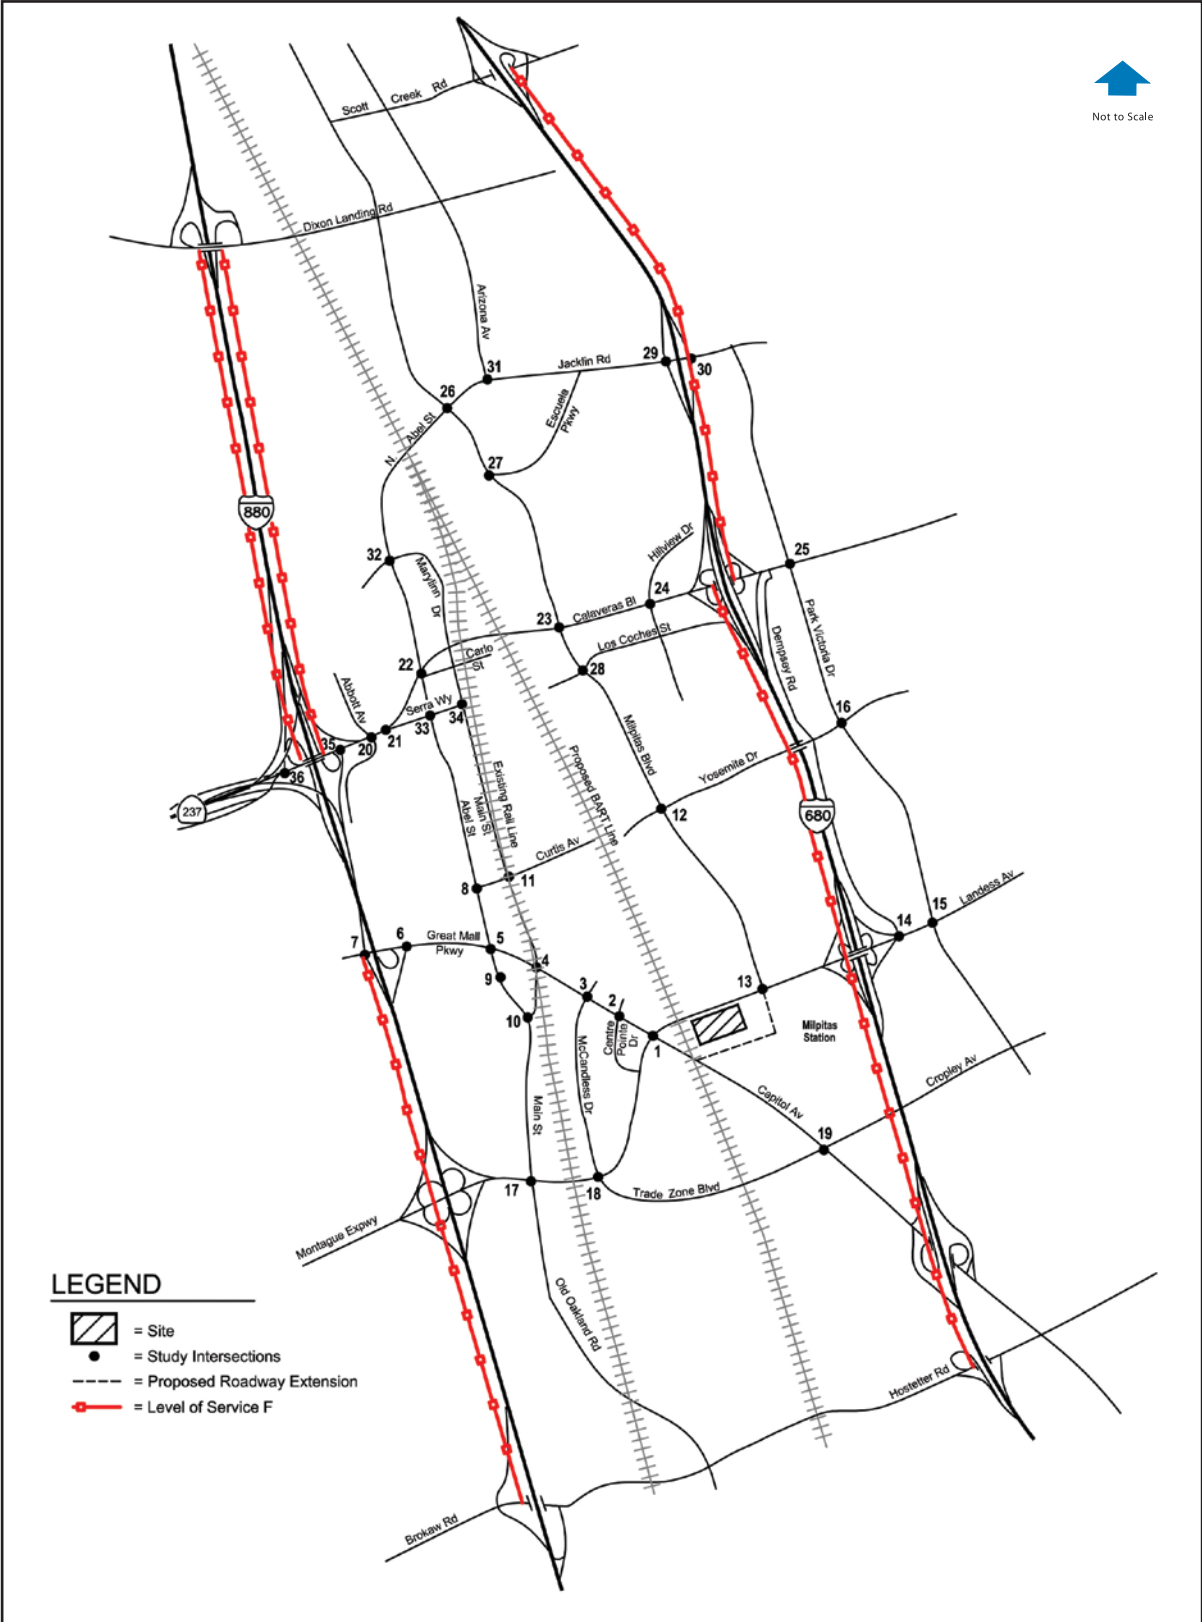 Not to Scale
Scott Creek Rd
Dixon Landing Rd
Arizona Av
31
Jacklin Rd
29
30
26
Escuela
Pkwy
N. Abel St
27
880
32
Marylinn Dr
Hillview Dr
25
24
23
Calaveras Bl
Los Coches St
Park Victoria Dr
Dempsey Rd
22
Carlo
St
28
Abbott Av
Serra Wy
33
34
21
20
35
36
16
237
Milpitas Blvd
Yosemite Dr
Proposed BART Line
Existing Rail Line
Main St
Abel St
12
680
Curtis Av
8
11
Landess Av
15
14
7
6
Great Mall
Pkwy
5
4
9
3
2
13
10
Centre
Pointe
Dr
1
Milpitas
Station
McCandless Dr
Main St
Capitol Av
Cropley Av
19
17
18
Trade Zone Blvd
Montague Expwy
Old Oakland Rd
Hostetter Rd
Brokaw Rd
LEGEND
= Site
= Study Intersections
= Proposed Roadway Extension
= Level of Service F